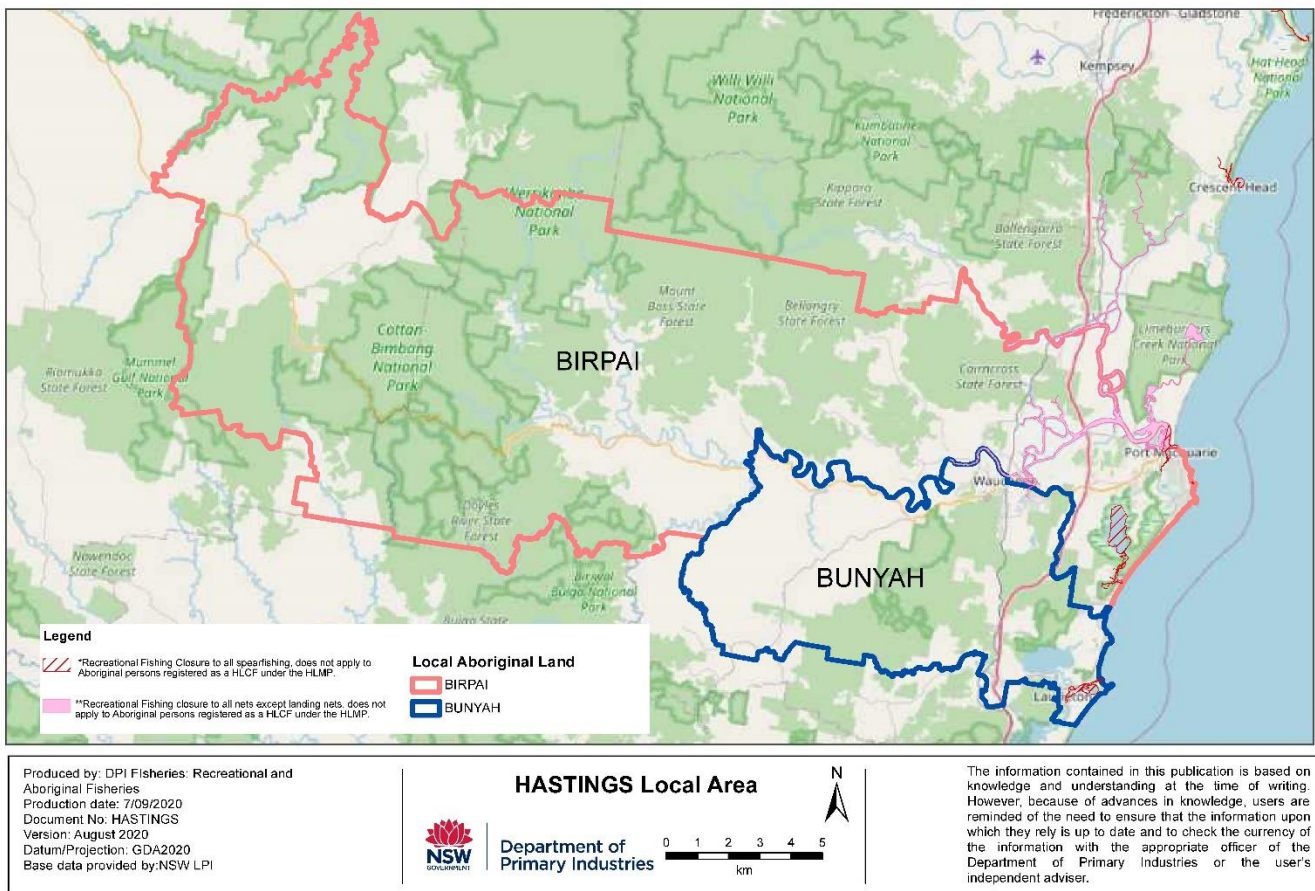 Frederickton
Gladstone
Kempsey
Hat Head
National
Park
Willi Willi
National
Park
Kumbatine
National
Park
Crescent Head
Werrikimbe
National
Park
Kippara
State Forest
Ballengarra
State Forest
Mount
Boss State
Forest
Bellangry
State Forest
Limeburners
Creek National
Park
Cottan-
Bimbang
National
Park
BIRPAI
Mummel
Gulf National
Park
Riamukka
State Forest
Cairncross
State Forest
Port Macquarie
Wauchope
Doyles
River State
Forest
Nowendoc
State Forest
Biriwal
Bulga National
Park
Bulga State
BUNYAH
Laurieton
Legend
*Recreational Fishing Closure to all spearfishing, does not apply to
Aboriginal persons registered as a HLCF under the HLMP.
**Recreational Fishing closure to all nets except landing nets, does not
apply to Aboriginal persons registered as a HLCF under the HLMP.
Local Aboriginal Land
BIRPAI
BUNYAH
Produced by: DPI FIsheries: Recreational and
Aboriginal Fisheries
Production date: 7/09/2020
Document No: HASTINGS
Version: August 2020
Datum/Projection: GDA2020
Base data provided by:NSW LPI
HASTINGS Local Area
NSW
GOVERNMENT
Department of
Primary Industries
N
0 1 2 3 4 5
km
The information contained in this publication is based on
knowledge and understanding at the time of writing.
However, because of advances in knowledge, users are
reminded of the need to ensure that the information upon
which they rely is up to date and to check the currency of
the information with the appropriate officer of the
Department of Primary Industries or the user's
independent adviser.